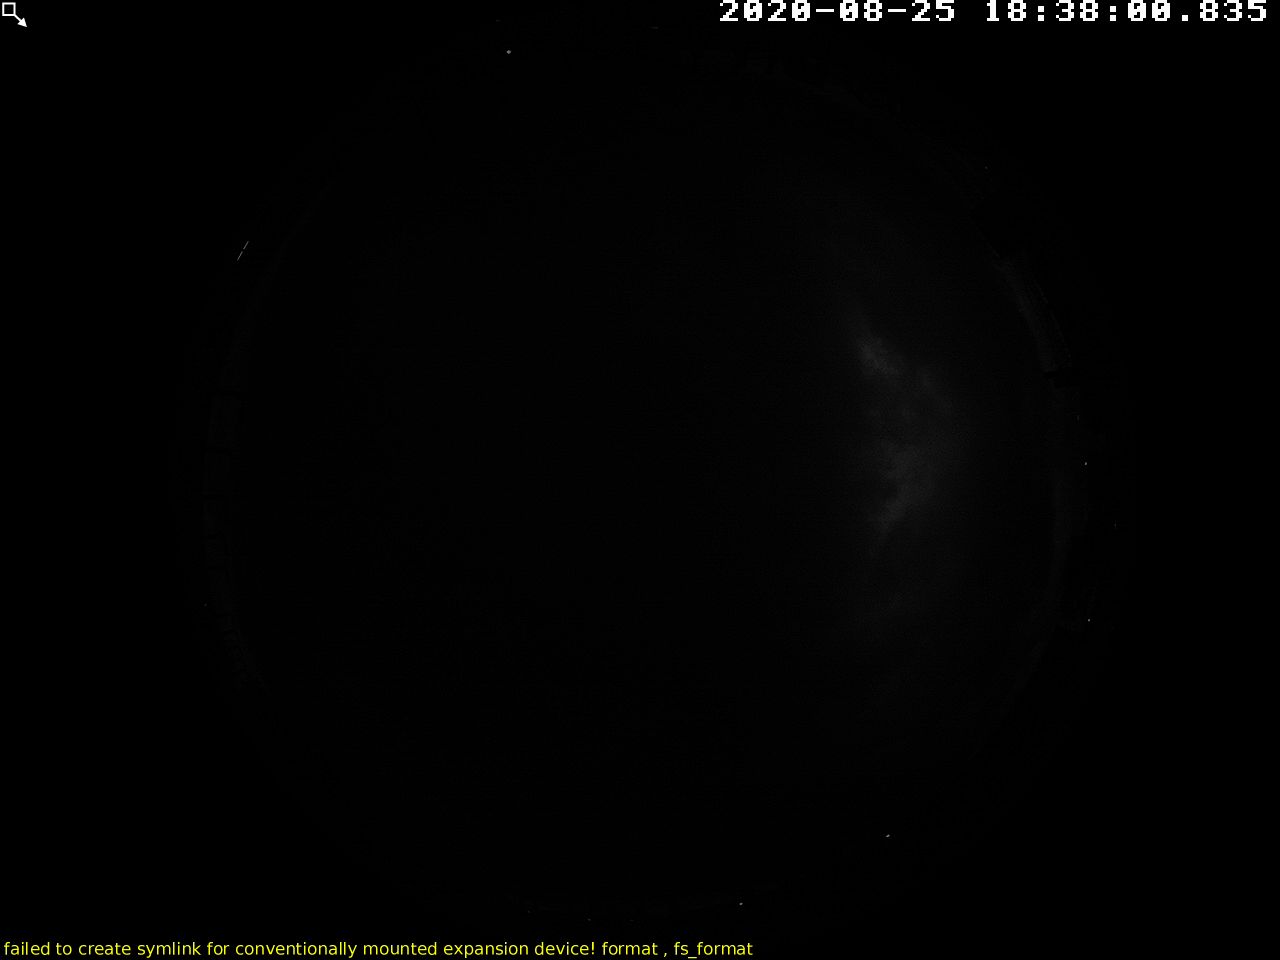 2020-08-25 18:38:00.835
failed to create symlink for conventionally mounted expansion device! format , fs_format